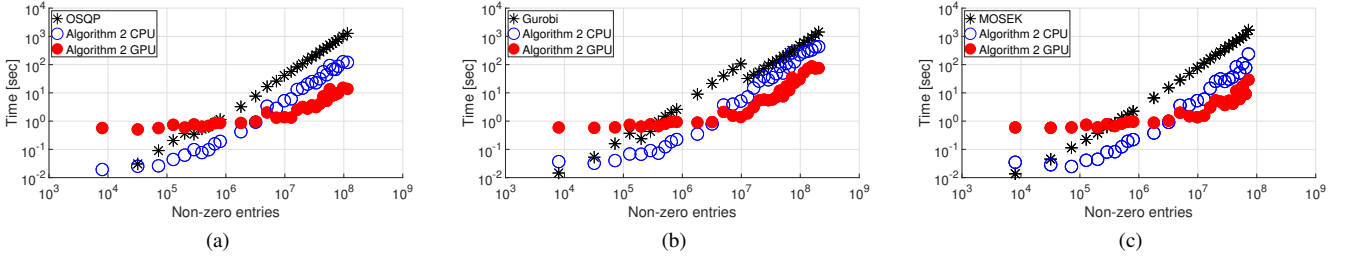 10^4
10^3
10^2
10^1
10^0
10^-1
10^-2
Time [sec]
OSQP
Algorithm 2 CPU
Algorithm 2 GPU
10^3 10^4 10^5 10^6 10^7 10^8 10^9
Non-zero entries
(a)
10^4
10^3
10^2
10^1
10^0
10^-1
10^-2
Time [sec]
Gurobi
Algorithm 2 CPU
Algorithm 2 GPU
10^3 10^4 10^5 10^6 10^7 10^8 10^9
Non-zero entries
(b)
10^4
10^3
10^2
10^1
10^0
10^-1
10^-2
Time [sec]
MOSEK
Algorithm 2 CPU
Algorithm 2 GPU
10^3 10^4 10^5 10^6 10^7 10^8 10^9
Non-zero entries
(c)